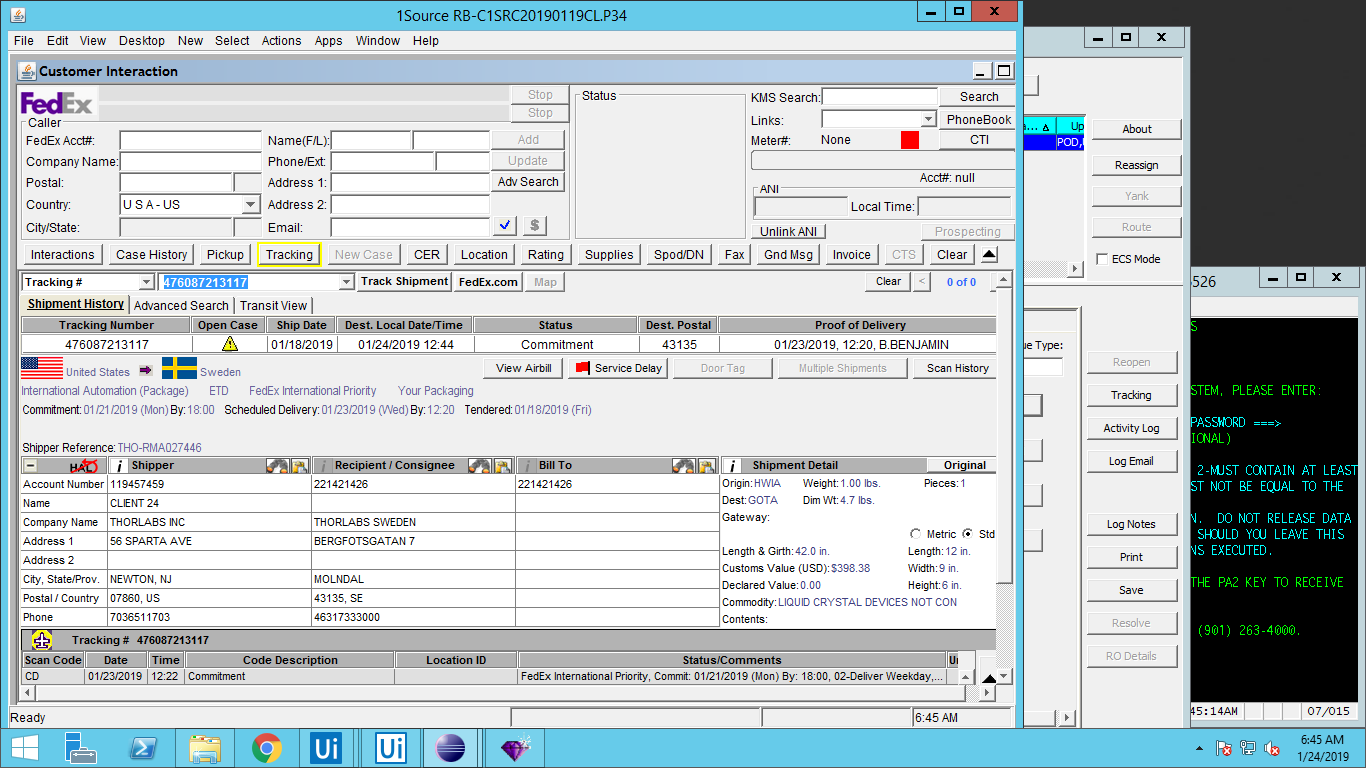 1Source RB-C1SRC20190119CL.P34
File Edit View Desktop New Select Actions Apps Window Help
Customer Interaction
FedEx
Stop
Stop
Status
KMS Search:
Search
Links:
PhoneBook
Meter#: None
CTI
Acct#: null
ANI
Local Time:
Unlink ANI
Prospecting
Caller
FedEx Acct#:
Name(F/L):
Add
Company Name:
Phone/Ext:
Update
Postal:
Address 1:
Adv Search
Country: U S A - US
Address 2:
City/State:
Email:
$
Interactions Case History Pickup Tracking New Case CER Location Rating Supplies Spod/DN Fax Gnd Msg Invoice CTS Clear
Tracking # 476087213117 Track Shipment FedEx.com Map Clear < 0 of 0
Shipment History Advanced Search Transit View
Tracking Number Open Case Ship Date Dest. Local Date/Time Status Dest. Postal Proof of Delivery
476087213117 01/18/2019 01/24/2019 12:44 Commitment 43135 01/23/2019, 12:20, B.BENJAMIN
United States Sweden View Airbill Service Delay Door Tag Multiple Shipments Scan History
International Automation (Package) ETD FedEx International Priority Your Packaging
Commitment: 01/21/2019 (Mon) By: 18:00 Scheduled Delivery: 01/23/2019 (Wed) By: 12:20 Tendered: 01/18/2019 (Fri)
Shipper Reference: THO-RMA027446
HAL i Shipper i Recipient / Consignee i Bill To i Shipment Detail Original
Account Number 119457459 221421426 221421426
Name CLIENT 24
Company Name THORLABS INC THORLABS SWEDEN
Address 1 56 SPARTA AVE BERGFOTSGATAN 7
Address 2
City, State/Prov. NEWTON, NJ MOLNDAL
Postal / Country 07860, US 43135, SE
Phone 7036511703 46317333000
Origin: HWIA Weight: 1.00 lbs. Pieces: 1
Dest: GOTA Dim Wt: 4.7 lbs.
Gateway:
Metric Std
Length & Girth: 42.0 in. Length: 12 in.
Customs Value (USD): $398.38 Width: 9 in.
Declared Value: 0.00 Height: 6 in.
Commodity: LIQUID CRYSTAL DEVICES NOT CON
Contents:
Tracking # 476087213117
Scan Code Date Time Code Description Location ID Status/Comments
CD 01/23/2019 12:22 Commitment FedEx International Priority, Commit: 01/21/2019 (Mon) By: 18:00, 02-Deliver Weekday,...
Ready
6:45 AM
a... Up
POD,
About
Reassign
Yank
Route
ECS Mode
ue Type:
Reopen
Tracking
Activity Log
Log Email
Log Notes
Print
Save
Resolve
RO Details
5526
S
STEM, PLEASE ENTER:
PASSWORD ===>
IONAL)
2-MUST CONTAIN AT LEAST
ST NOT BE EQUAL TO THE
N. DO NOT RELEASE DATA
SHOULD YOU LEAVE THIS
NS EXECUTED.
THE PA2 KEY TO RECEIVE
(901) 263-4000.
45:14AM 07/015
Ui
Ui
6:45 AM
1/24/2019